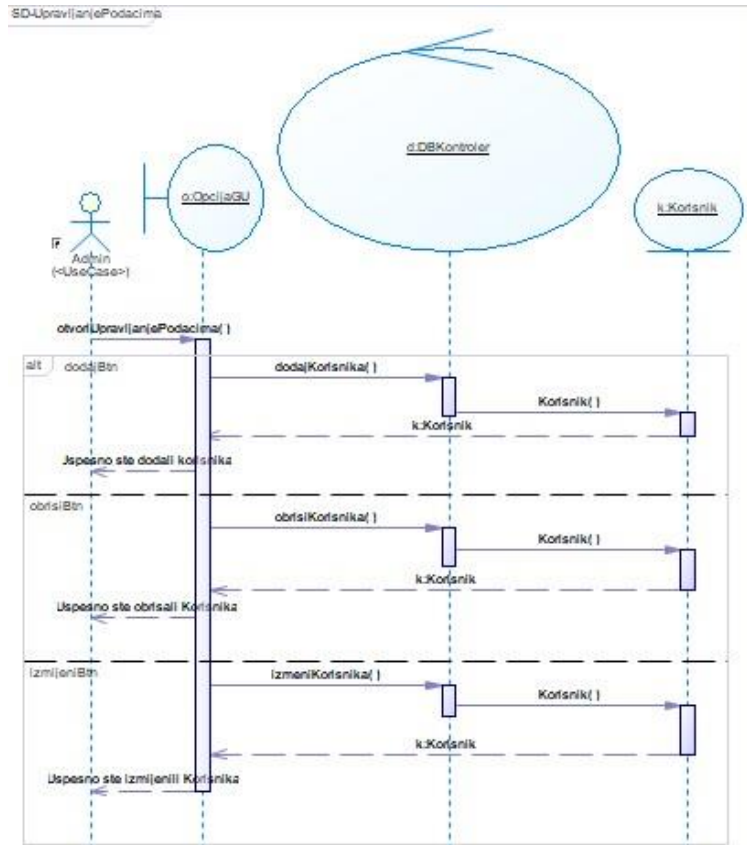 SD-UpravljanjePodacima
d:DBKontroler
o:OpcijaGU
k:Korisnik
Admin
(<UseCase>)
otvoriUpravljanjePodacima( )
alt dodajBtn
dodajKorisnika( )
Korisnik( )
k:Korisnik
Uspesno ste dodali korisnika
obrisiBtn
obrisiKorisnika( )
Korisnik( )
k:Korisnik
Uspesno ste obrisali Korisnika
izmijeniBtn
izmeniKorisnika( )
Korisnik( )
k:Korisnik
Uspesno ste izmijenili Korisnika